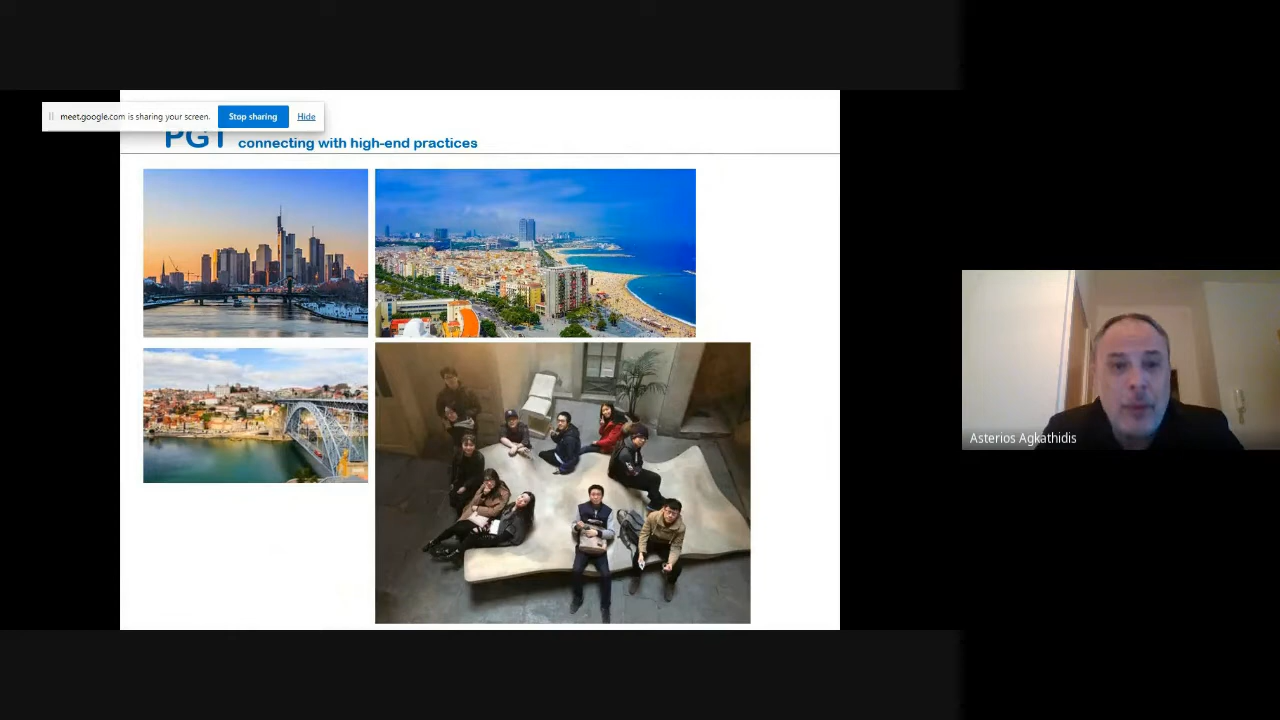 meet.google.com is sharing your screen.
Stop sharing
Hide
PGT connecting with high-end practices
Asterios Agkathidis